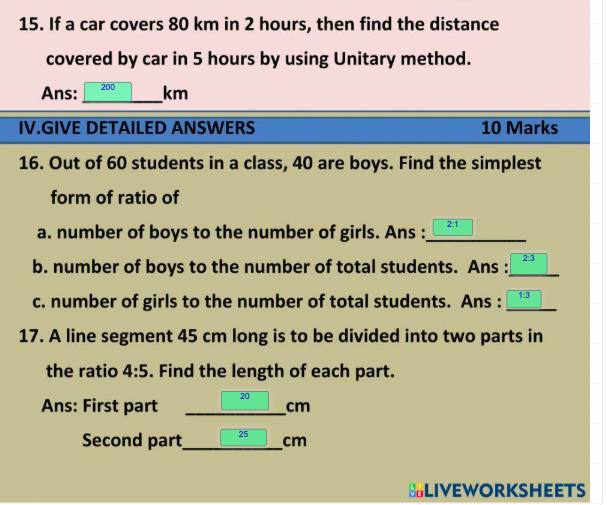 15. If a car covers 80 km in 2 hours, then find the distance
covered by car in 5 hours by using Unitary method.
Ans: 200 ___km
IV.GIVE DETAILED ANSWERS 10 Marks
16. Out of 60 students in a class, 40 are boys. Find the simplest
form of ratio of
a. number of boys to the number of girls. Ans : 2:1
b. number of boys to the number of total students. Ans : 2:3
c. number of girls to the number of total students. Ans : 1:3
17. A line segment 45 cm long is to be divided into two parts in
the ratio 4:5. Find the length of each part.
Ans: First part 20 cm
Second part 25 cm
LIVEWORKSHEETS